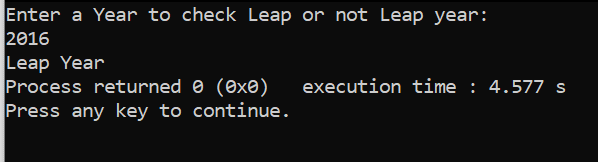 Enter a Year to check Leap or not Leap year:
2016
Leap Year
Process returned 0 (0x0)   execution time : 4.577 s
Press any key to continue.